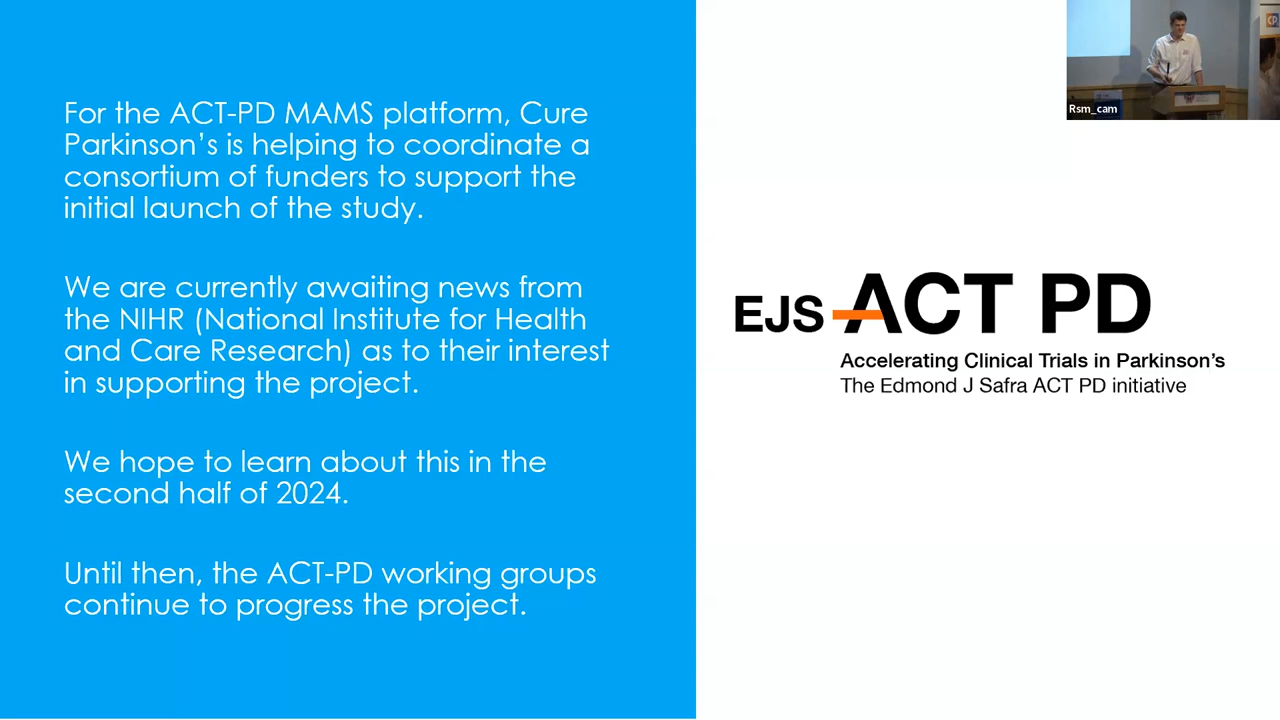 For the ACT-PD MAMS platform, Cure
Parkinson's is helping to coordinate a
consortium of funders to support the
initial launch of the study.
We are currently awaiting news from
the NIHR (National Institute for Health
and Care Research) as to their interest
in supporting the project.
We hope to learn about this in the
second half of 2024.
Until then, the ACT-PD working groups
continue to progress the project.
EJS ACT PD
Accelerating Clinical Trials in Parkinson's
The Edmond J Safra ACT PD initiative
Rsm_cam